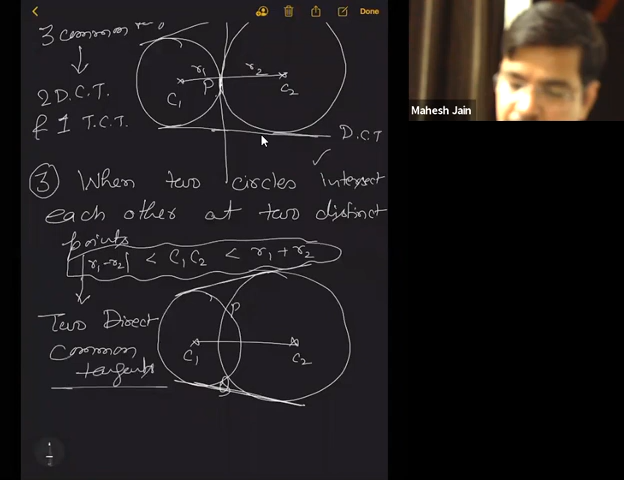 Done
3 common
r1 r2
P
C1 C2
2 D.C.T.
& 1 T.C.T.
D.C.T
Mahesh Jain
③ When two circles Intersect
each other at two distinct
points
|r1-r2| < C1C2 < r1+r2
Two Direct
Common
tangents
P
C1 C2